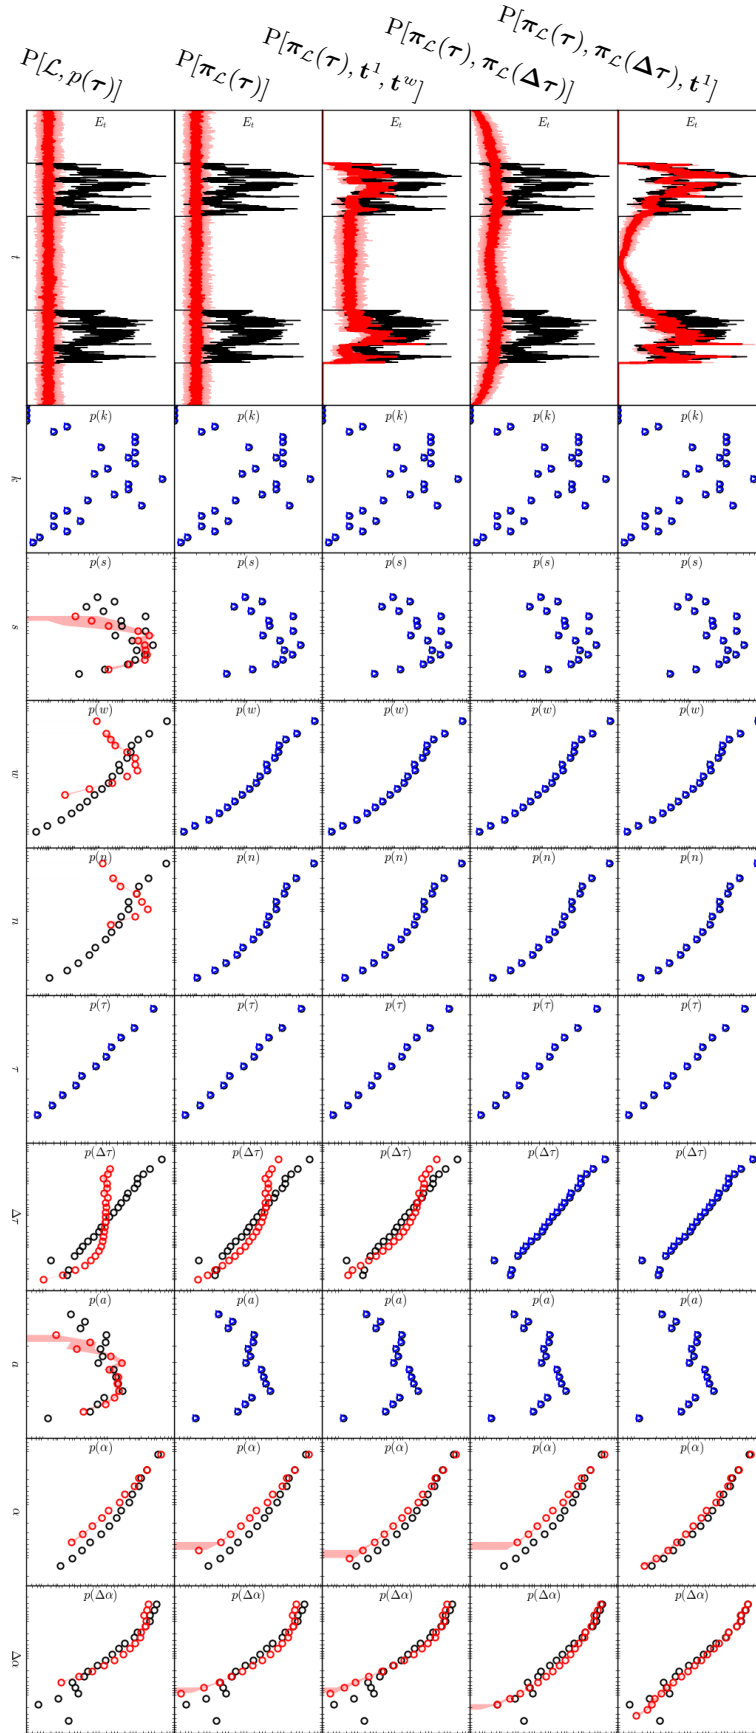 P[𝓛, p(τ)]
P[π_𝓛(τ)]
P[π_𝓛(τ), t¹, t^w]
P[π_𝓛(τ), π_𝓛(Δτ)]
P[π_𝓛(τ), π_𝓛(Δτ), t¹]
E_t E_t E_t E_t E_t
t
p(k) p(k) p(k) p(k) p(k)
k
p(s) p(s) p(s) p(s) p(s)
s
p(w) p(w) p(w) p(w) p(w)
w
p(n) p(n) p(n) p(n) p(n)
n
p(τ) p(τ) p(τ) p(τ) p(τ)
τ
p(Δτ) p(Δτ) p(Δτ) p(Δτ) p(Δτ)
Δτ
p(a) p(a) p(a) p(a) p(a)
a
p(α) p(α) p(α) p(α) p(α)
α
p(Δα) p(Δα) p(Δα) p(Δα) p(Δα)
Δα